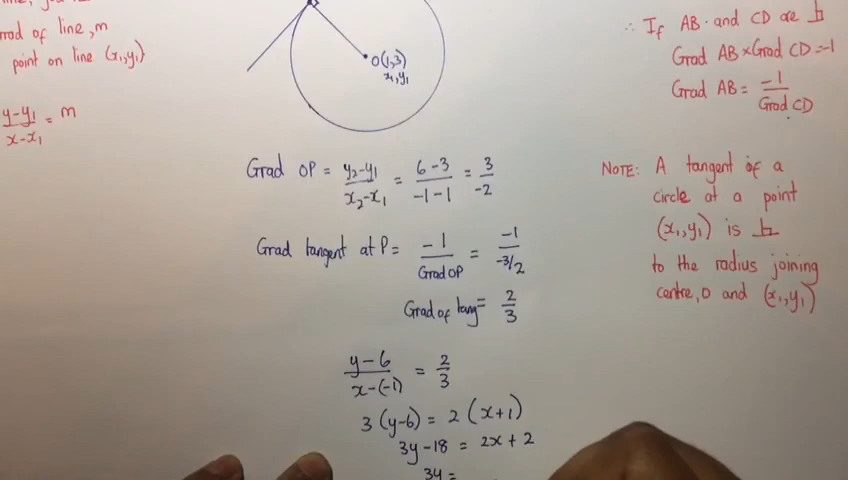 rad of line, m
point on line (x₁,y₁)
y-y₁/x-x₁ = m
O(1,3)
x₁,y₁
Grad OP = y₂-y₁/x₂-x₁ = 6-3/-1-1 = 3/-2
Grad tangent at P = -1/Grad OP = -1/-3/2
Grad of tang = 2/3
y-6/x-(-1) = 2/3
3(y-6) = 2(x+1)
3y-18 = 2x+2
3y =
∴ If AB and CD are ⊥
Grad AB × Grad CD = -1
Grad AB = -1/Grad CD
NOTE: A tangent of a
circle at a point
(x₁,y₁) is ⊥
to the radius joining
centre, O and (x₁,y₁)